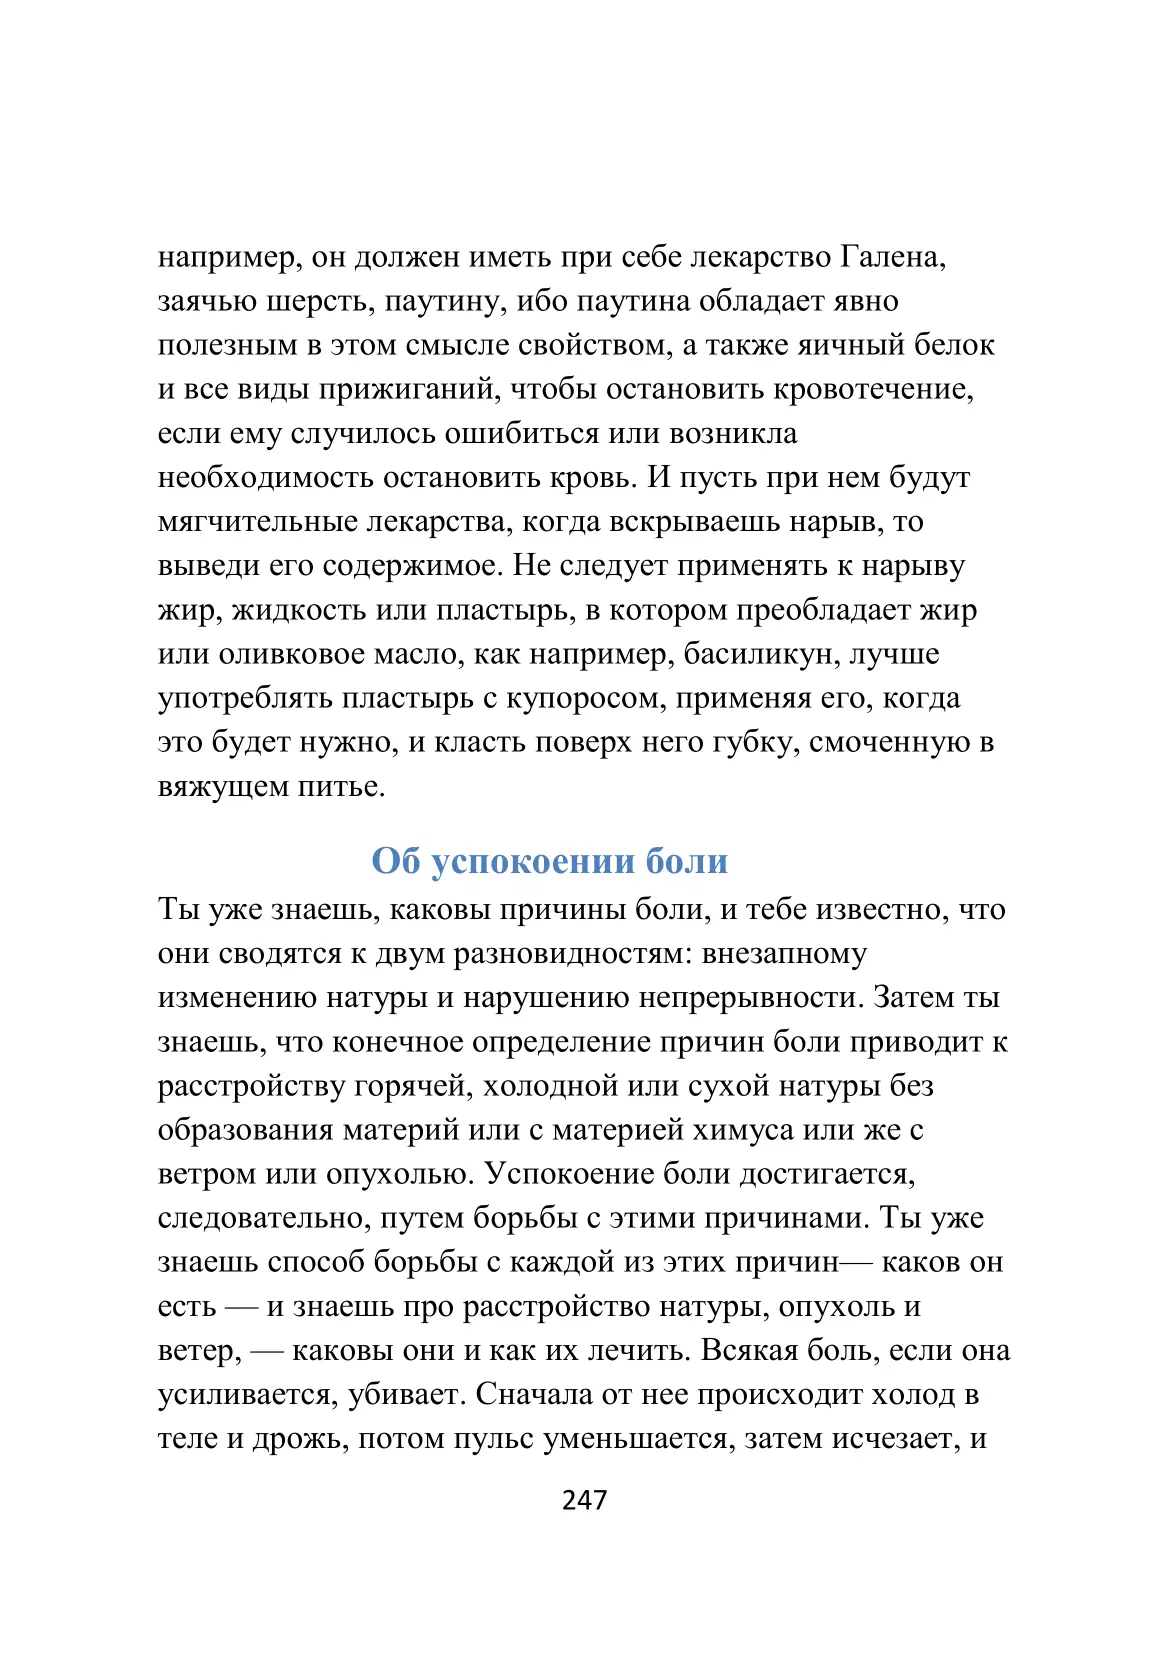 например, он должен иметь при себе лекарство Галена,
заячью шерсть, паутину, ибо паутина обладает явно
полезным в этом смысле свойством, а также яичный белок
и все виды прижиганий, чтобы остановить кровотечение,
если ему случилось ошибиться или возникла
необходимость остановить кровь. И пусть при нем будут
мягчительные лекарства, когда вскрываешь нарыв, то
выведи его содержимое. Не следует применять к нарыву
жир, жидкость или пластырь, в котором преобладает жир
или оливковое масло, как например, басиликун, лучше
употреблять пластырь с купоросом, применяя его, когда
это будет нужно, и класть поверх него губку, смоченную в
вяжущем питье.
Об успокоении боли
Ты уже знаешь, каковы причины боли, и тебе известно, что
они сводятся к двум разновидностям: внезапному
изменению натуры и нарушению непрерывности. Затем ты
знаешь, что конечное определение причин боли приводит к
расстройству горячей, холодной или сухой натуры без
образования материй или с материей химуса или же с
ветром или опухолью. Успокоение боли достигается,
следовательно, путем борьбы с этими причинами. Ты уже
знаешь способ борьбы с каждой из этих причин— каков он
есть — и знаешь про расстройство натуры, опухоль и
ветер, — каковы они и как их лечить. Всякая боль, если она
усиливается, убивает. Сначала от нее происходит холод в
теле и дрожь, потом пульс уменьшается, затем исчезает, и
247